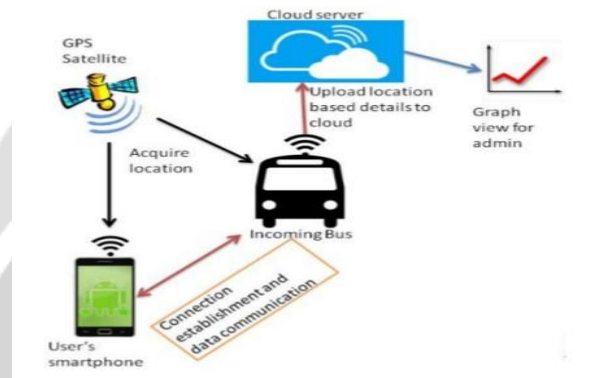 Cloud server
GPS
Satellite
Upload location
based details to
cloud
Graph
view for
admin
Acquire
location
Incoming Bus
Connection
establishment and
data communication
User's
smartphone